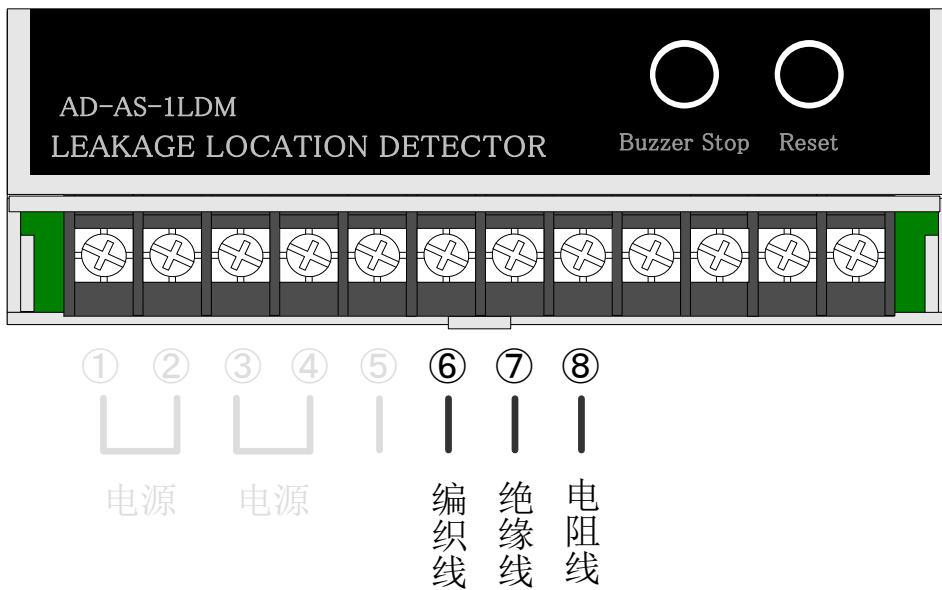 AD-AS-1LDM
LEAKAGE LOCATION DETECTOR
Buzzer Stop
Reset
① ② ③ ④ ⑤ ⑥ ⑦ ⑧
电源
电源
编织线
绝缘线
电阻线